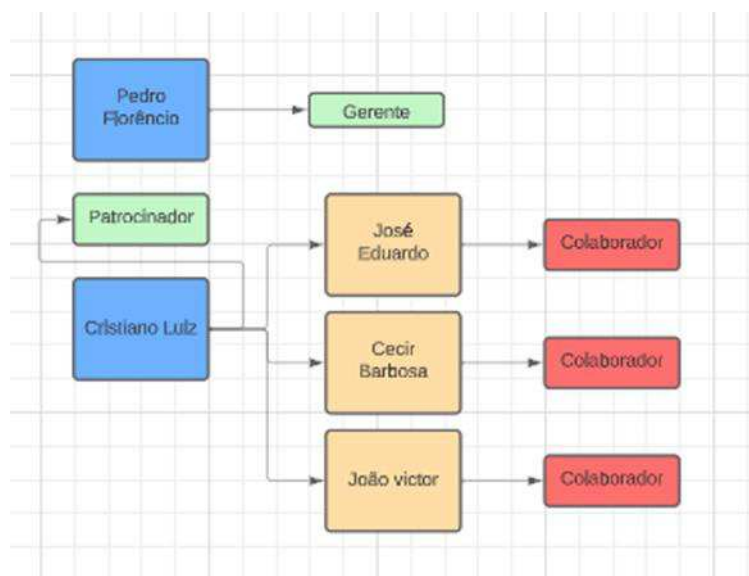 Pedro
Florêncio
Gerente
Patrocinador
Cristiano Luiz
José
Eduardo
Colaborador
Cecir
Barbosa
Colaborador
João victor
Colaborador